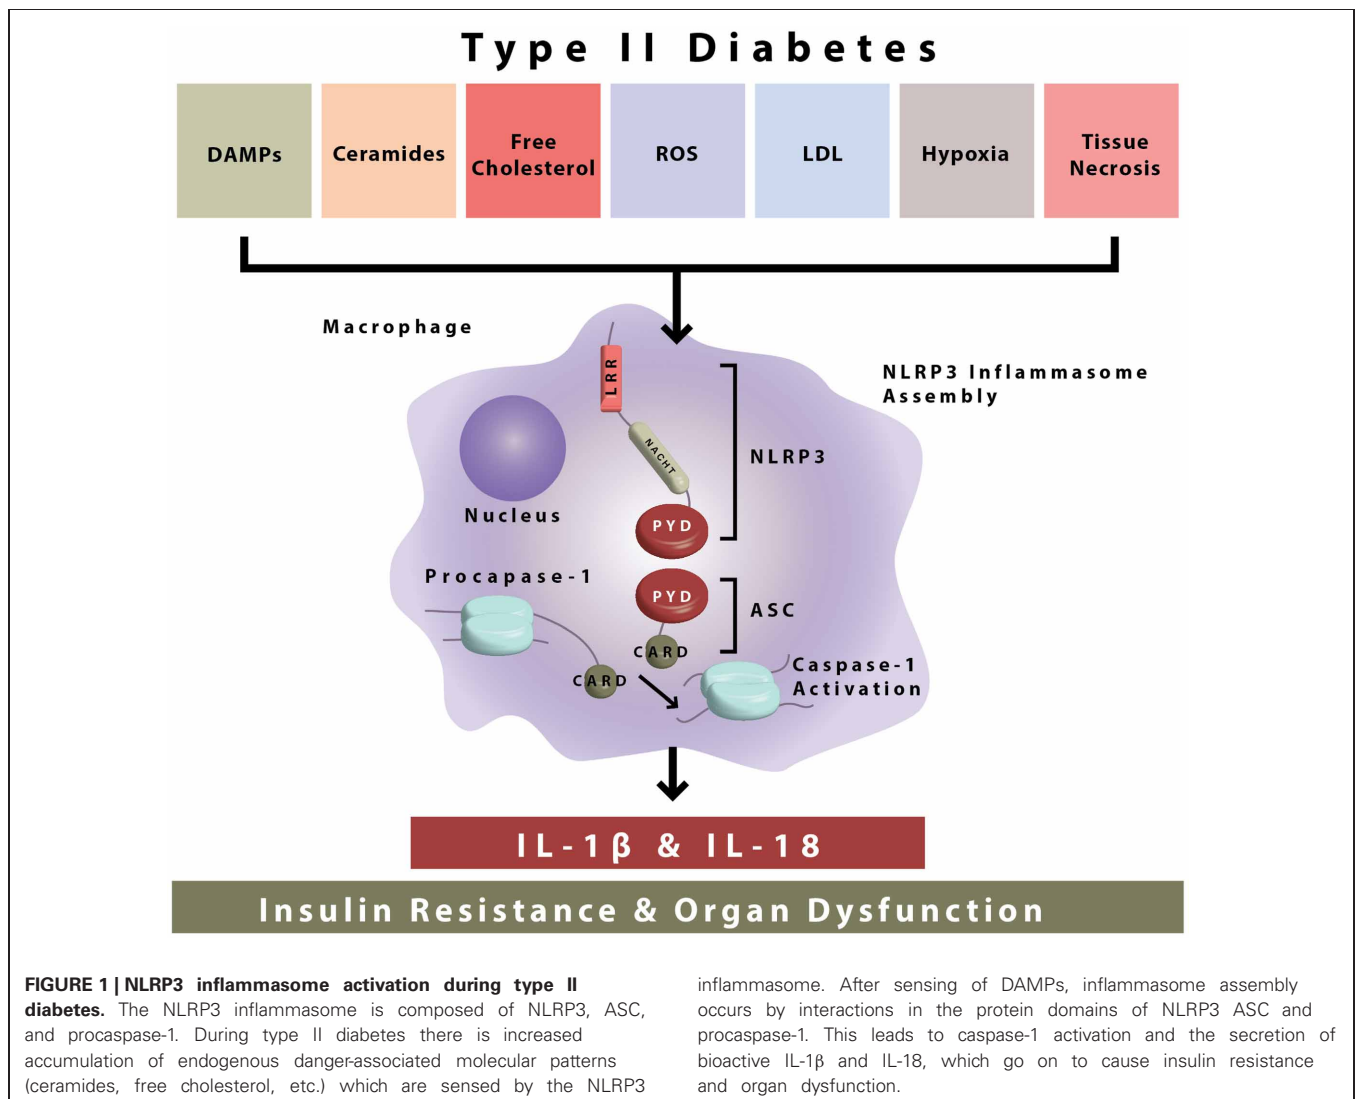 Type II Diabetes
DAMPs
Ceramides
Free
Cholesterol
ROS
LDL
Hypoxia
Tissue
Necrosis
Macrophage
NLRP3 Inflammasome
Assembly
LRR
NACHT
NLRP3
PYD
Nucleus
Procapase-1
PYD
ASC
CARD
CARD
Caspase-1
Activation
IL-1β & IL-18
Insulin Resistance & Organ Dysfunction
FIGURE 1 | NLRP3 inflammasome activation during type II
diabetes. The NLRP3 inflammasome is composed of NLRP3, ASC,
and procaspase-1. During type II diabetes there is increased
accumulation of endogenous danger-associated molecular patterns
(ceramides, free cholesterol, etc.) which are sensed by the NLRP3
inflammasome. After sensing of DAMPs, inflammasome assembly
occurs by interactions in the protein domains of NLRP3 ASC and
procaspase-1. This leads to caspase-1 activation and the secretion of
bioactive IL-1β and IL-18, which go on to cause insulin resistance
and organ dysfunction.